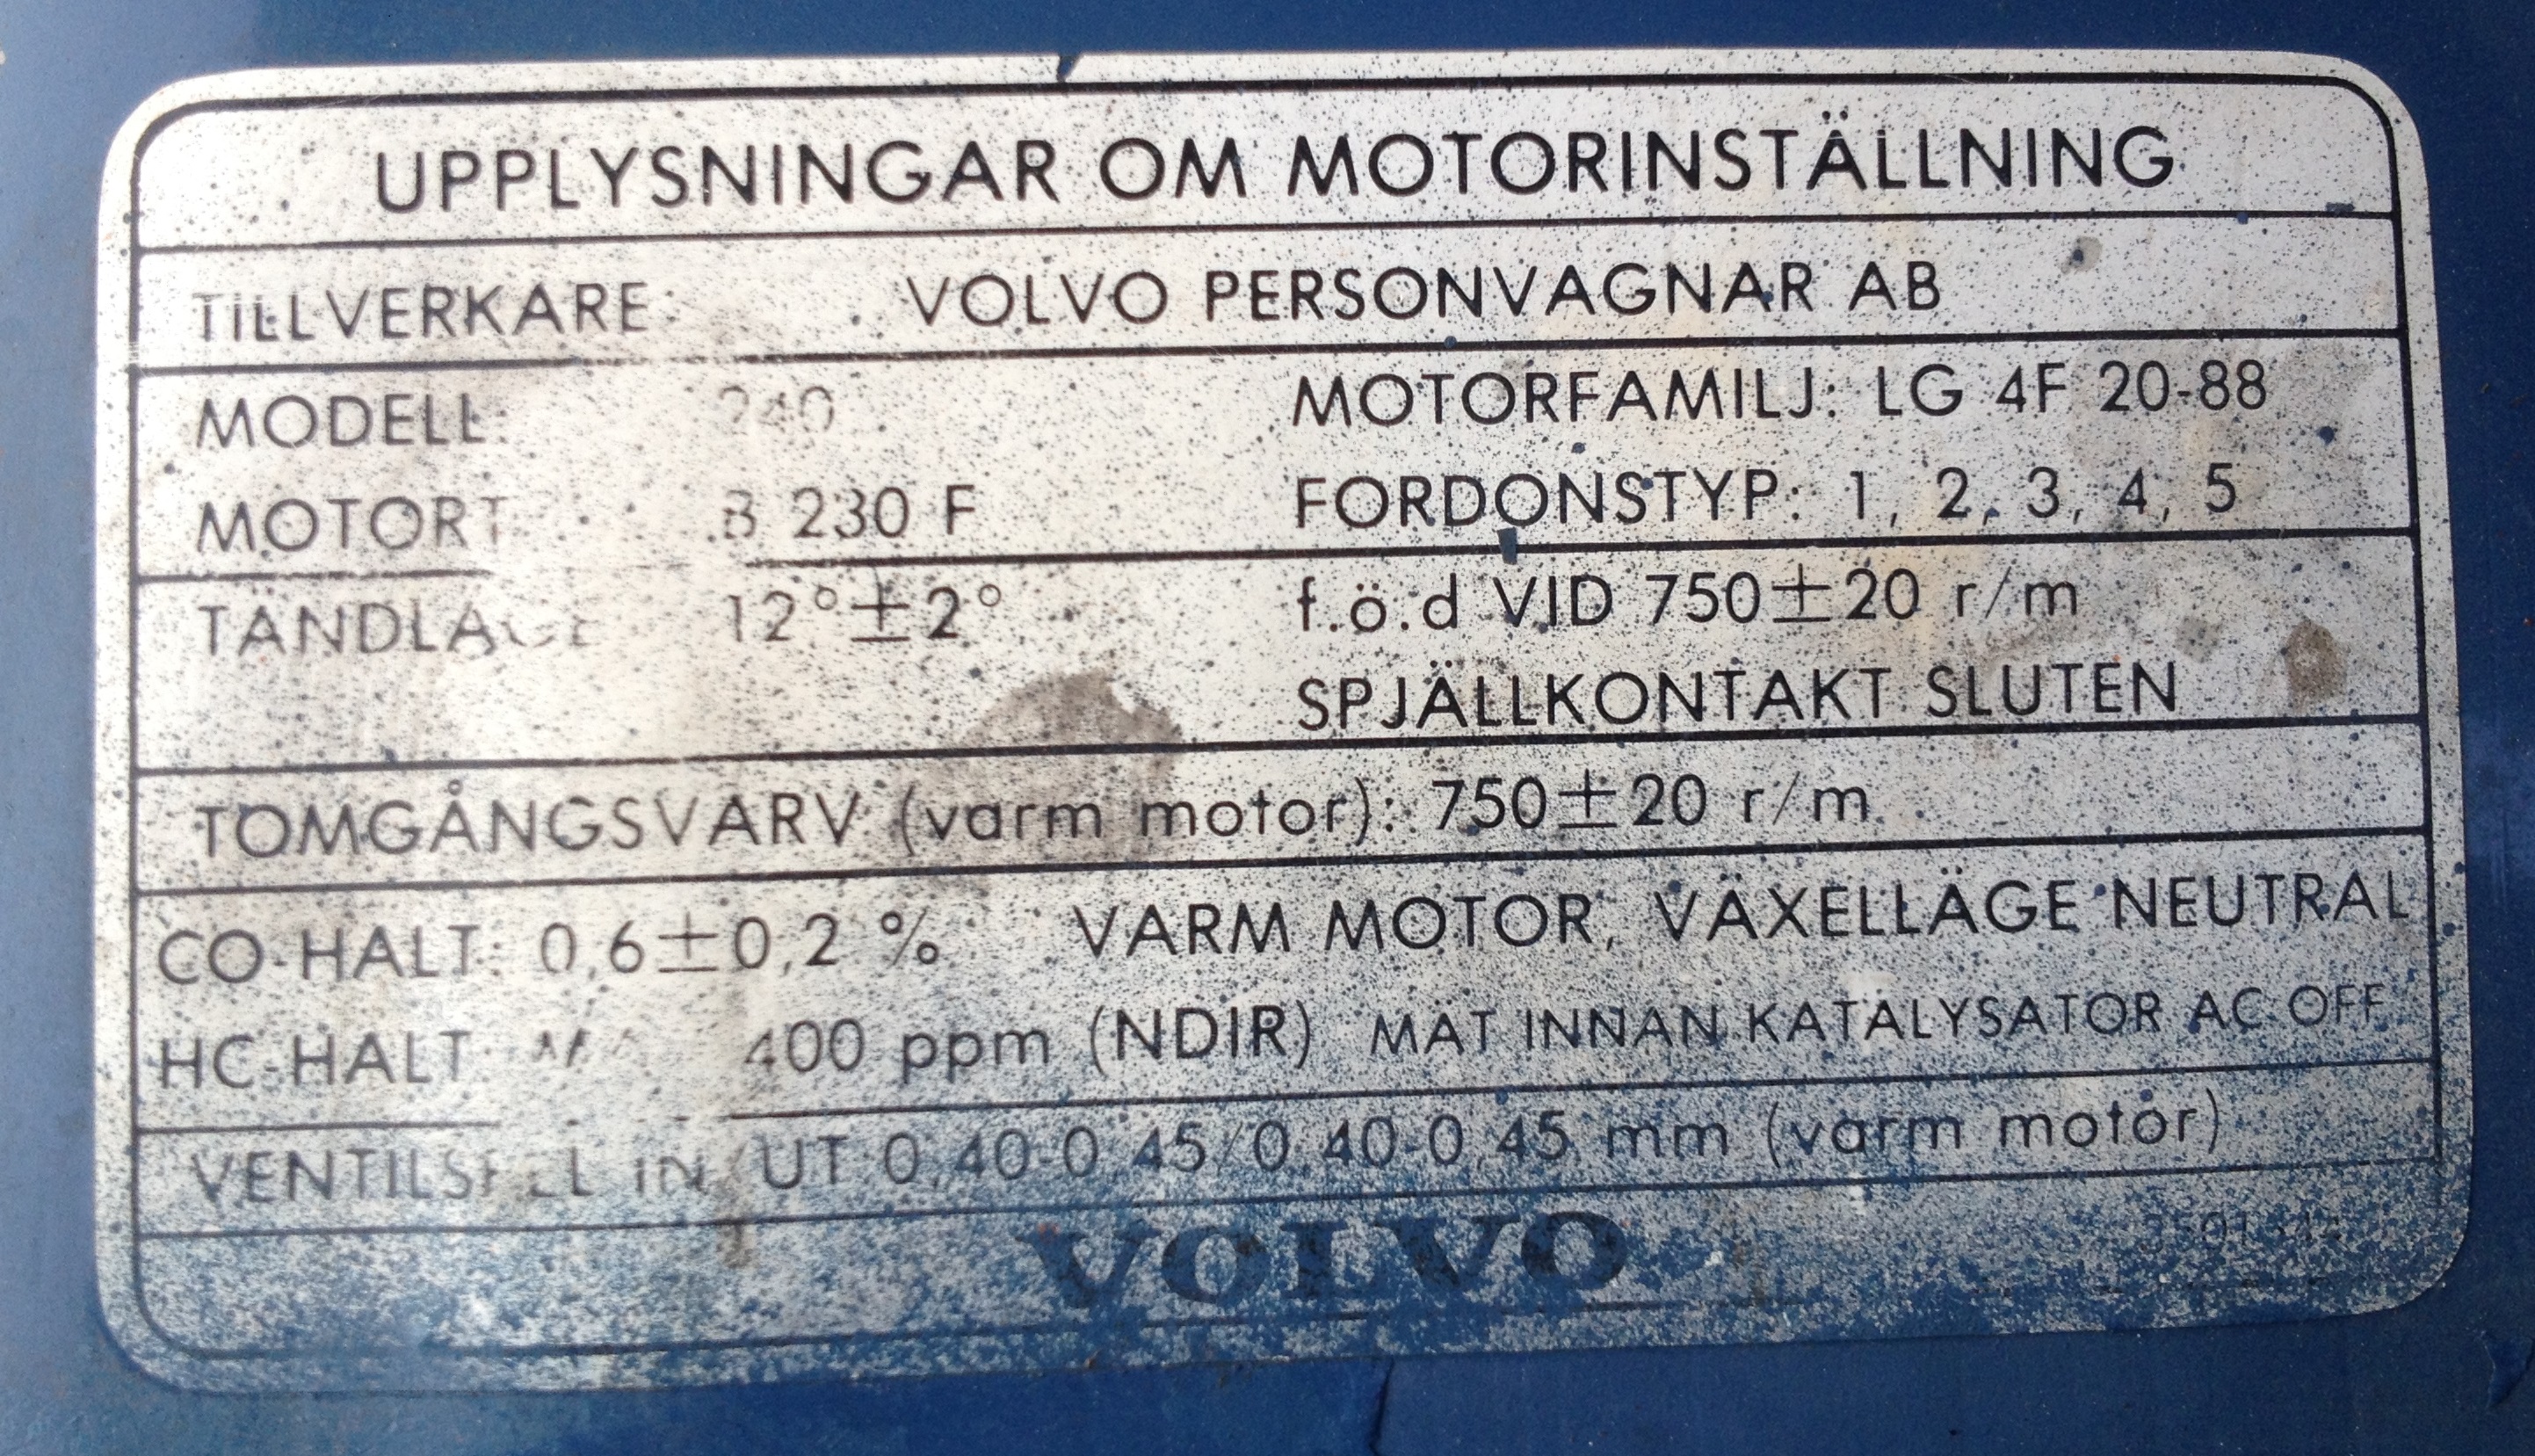 UPPLYSNINGAR OM MOTORINSTÄLLNING
TILLVERKARE: VOLVO PERSONVAGNAR AB
MODELL: 240 MOTORFAMILJ: LG 4F 20-88
B 230 F FORDONSTYP: 1, 2, 3, 4, 5
TÄNDLÄGE 12°±2° f.ö.d VID 750±20 r/m
SPJÄLLKONTAKT SLUTEN
TOMGÅNGSVARV (varm motor): 750±20 r/m
CO-HALT: 0,6±0,2 % VARM MOTOR, VÄXELLÄGE NEUTRAL
HC-HALT 400 ppm (NDIR) MÄT INNAN KATALYSATOR AC OFF
VENTILSPEL IN/UT 0,40-0,45/0,40-0,45 mm (varm motor)
VOLVO